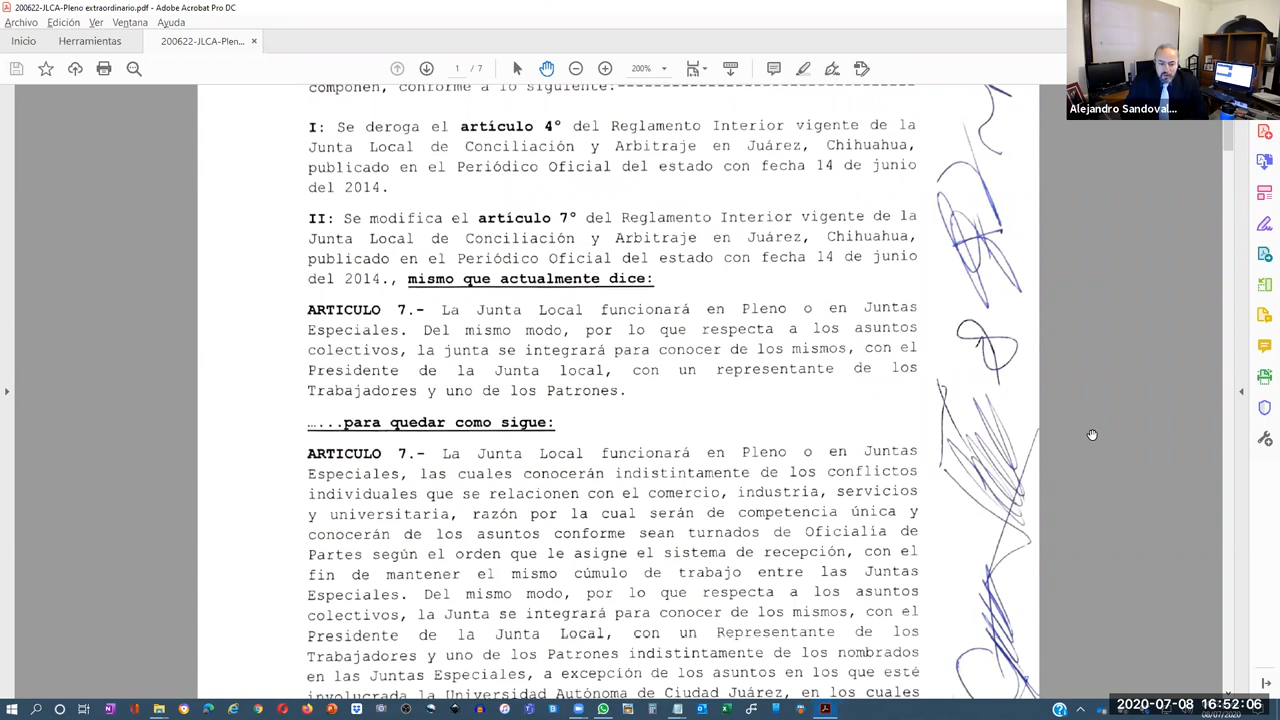 200622-JLCA-Pleno extraordinario.pdf - Adobe Acrobat Pro DC
Archivo Edición Ver Ventana Ayuda
Inicio Herramientas 200622-JLCA-Plen... ×
1 / 7 200%
Alejandro Sandoval...
componen, conforme a lo siguiente:
I: Se deroga el artículo 4° del Reglamento Interior vigente de la
Junta Local de Conciliación y Arbitraje en Juárez, Chihuahua,
publicado en el Periódico Oficial del estado con fecha 14 de junio
del 2014.
II: Se modifica el artículo 7° del Reglamento Interior vigente de la
Junta Local de Conciliación y Arbitraje en Juárez, Chihuahua,
publicado en el Periódico Oficial del estado con fecha 14 de junio
del 2014., mismo que actualmente dice:
ARTICULO 7.- La Junta Local funcionará en Pleno o en Juntas
Especiales. Del mismo modo, por lo que respecta a los asuntos
colectivos, la junta se integrará para conocer de los mismos, con el
Presidente de la Junta local, con un representante de los
Trabajadores y uno de los Patrones.
…...para quedar como sigue:
ARTICULO 7.- La Junta Local funcionará en Pleno o en Juntas
Especiales, las cuales conocerán indistintamente de los conflictos
individuales que se relacionen con el comercio, industria, servicios
y universitaria, razón por la cual serán de competencia única y
conocerán de los asuntos conforme sean turnados de Oficialía de
Partes según el orden que le asigne el sistema de recepción, con el
fin de mantener el mismo cúmulo de trabajo entre las Juntas
Especiales. Del mismo modo, por lo que respecta a los asuntos
colectivos, la Junta se integrará para conocer de los mismos, con el
Presidente de la Junta Local, con un Representante de los
Trabajadores y uno de los Patrones indistintamente de los nombrados
en las Juntas Especiales, a excepción de los asuntos en los que esté
involucrada la Universidad Autónoma de Ciudad Juárez, en los cuales
2020-07-08 16:52:06
08/07/2020